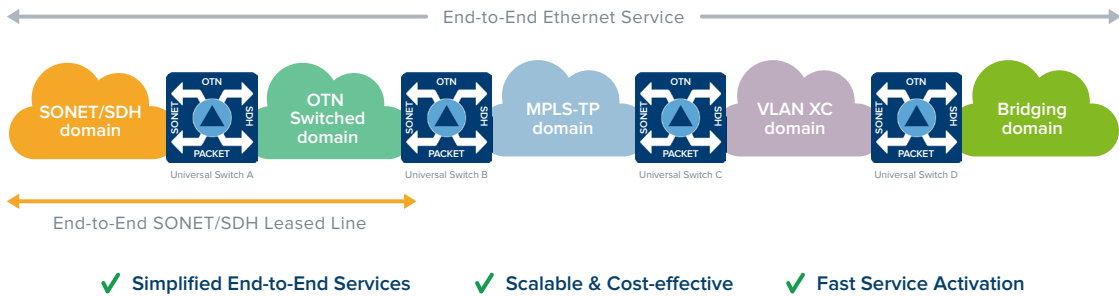 End-to-End Ethernet Service
SONET/SDH
domain
OTN
SONET
SDH
PACKET
Universal Switch A
OTN
Switched
domain
OTN
SONET
SDH
PACKET
Universal Switch B
MPLS-TP
domain
OTN
SONET
SDH
PACKET
Universal Switch C
VLAN XC
domain
OTN
SONET
SDH
PACKET
Universal Switch D
Bridging
domain
End-to-End SONET/SDH Leased Line
Simplified End-to-End Services
Scalable & Cost-effective
Fast Service Activation